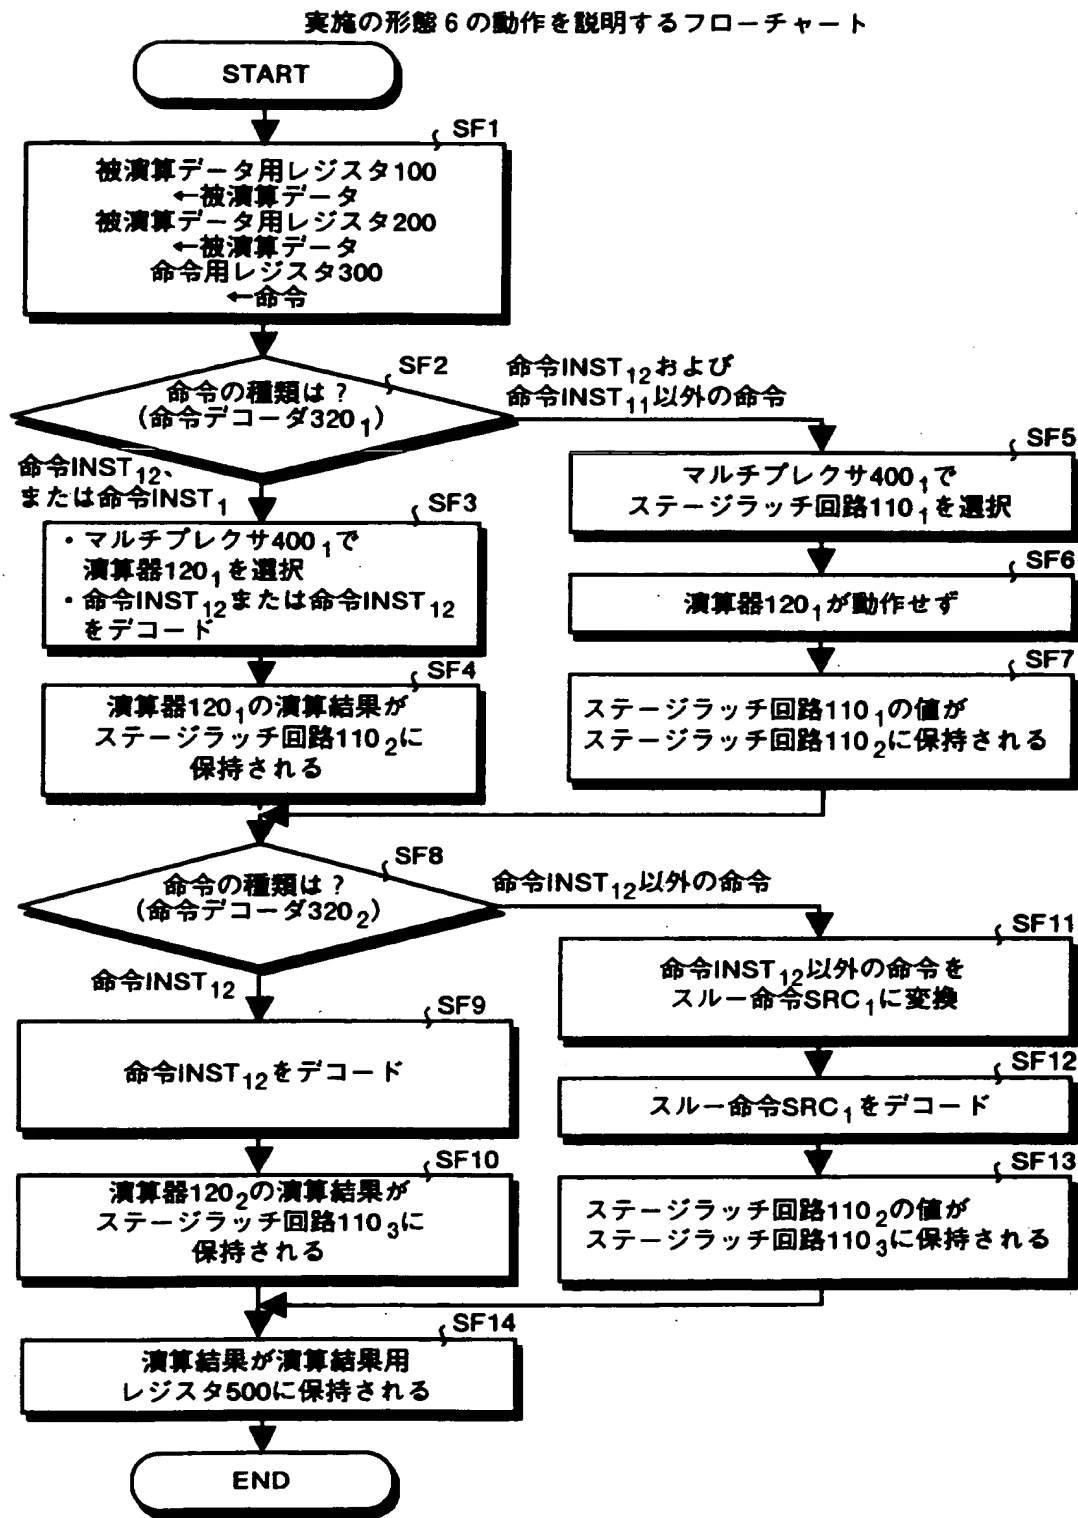 実施の形態6の動作を説明するフローチャート
START
SF1
被演算データ用レジスタ100
←被演算データ
被演算データ用レジスタ200
←被演算データ
命令用レジスタ300
←命令
SF2
命令の種類は?
(命令デコーダ320₁)
命令INST₁₂および
命令INST₁₁以外の命令
命令INST₁₂、
または命令INST₁
SF3
・マルチプレクサ400₁で
演算器120₁を選択
・命令INST₁₂または命令INST₁₂
をデコード
SF4
演算器120₁の演算結果が
ステージラッチ回路110₂に
保持される
SF5
マルチプレクサ400₁で
ステージラッチ回路110₁を選択
SF6
演算器120₁が動作せず
SF7
ステージラッチ回路110₁の値が
ステージラッチ回路110₂に保持される
SF8
命令の種類は?
(命令デコーダ320₂)
命令INST₁₂以外の命令
命令INST₁₂
SF9
命令INST₁₂をデコード
SF10
演算器120₂の演算結果が
ステージラッチ回路110₃に
保持される
SF11
命令INST₁₂以外の命令を
スルー命令SRC₁に変換
SF12
スルー命令SRC₁をデコード
SF13
ステージラッチ回路110₂の値が
ステージラッチ回路110₃に保持される
SF14
演算結果が演算結果用
レジスタ500に保持される
END